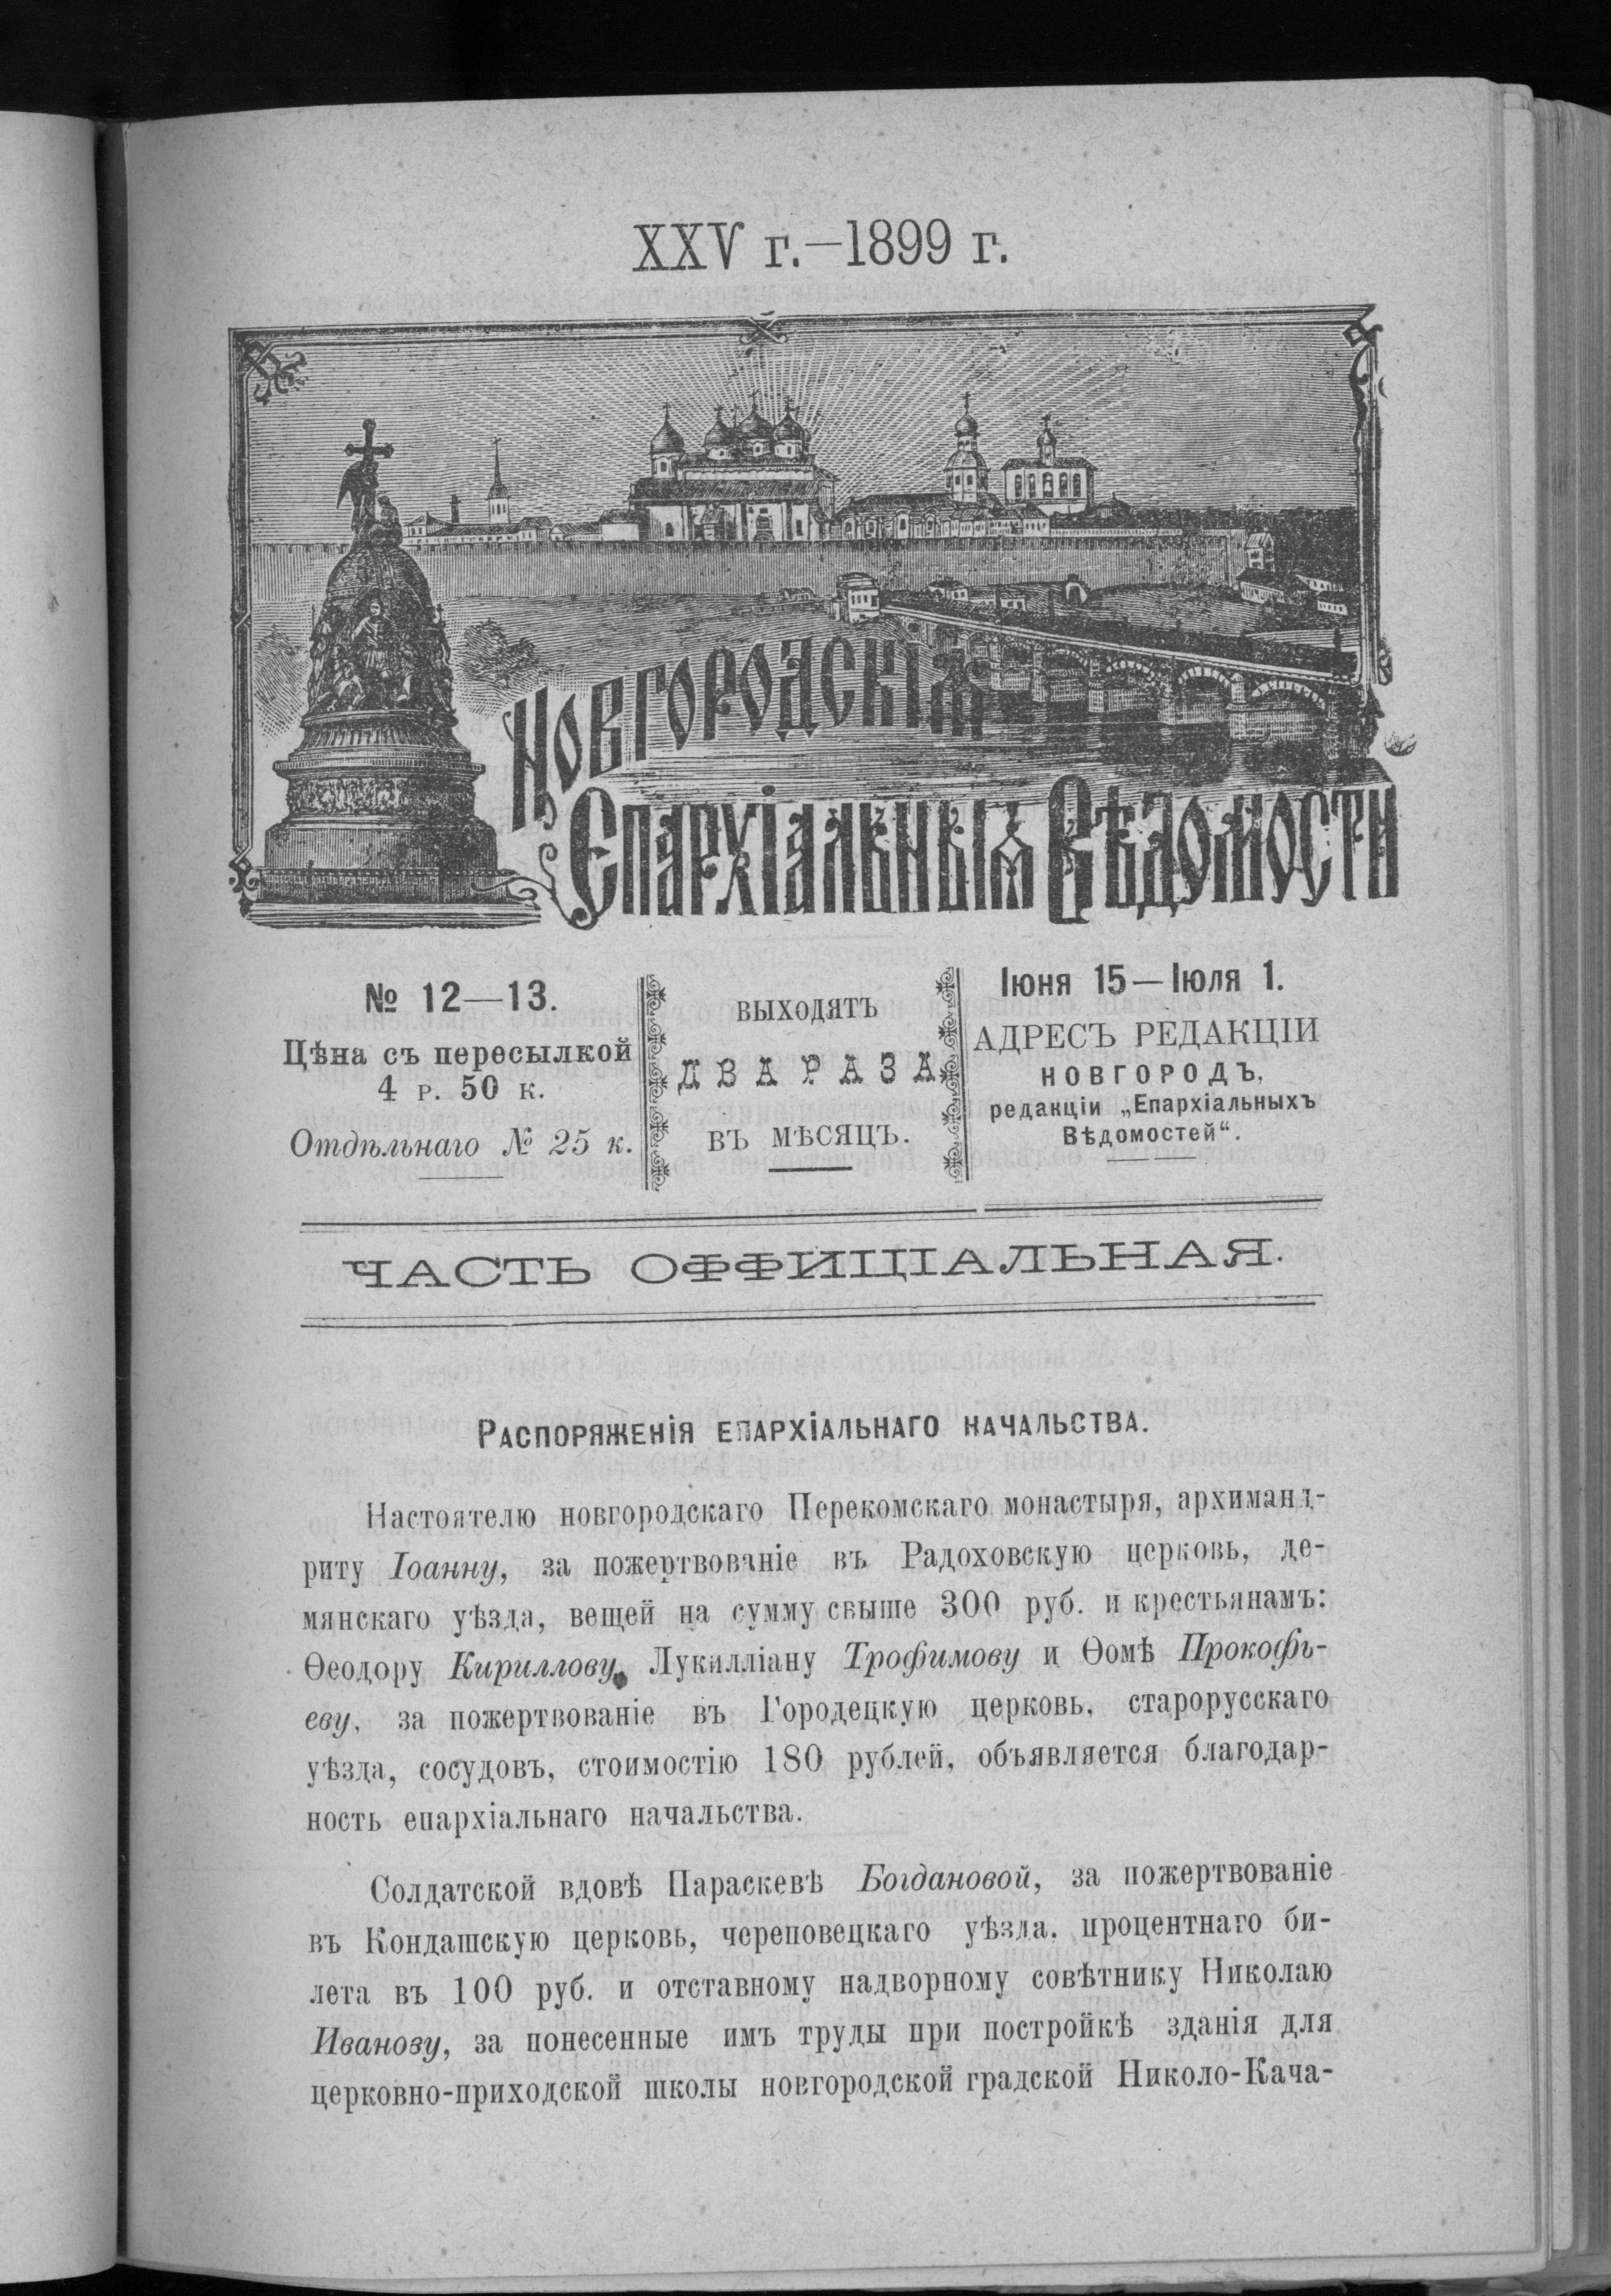 XXV г.—1899 г.
Новгородскія
Епархіальныя Вѣдомости
№ 12—13.
Цѣна съ пересылкой
4 р. 50 к.
Отдѣльнаго № 25 к.
ВЫХОДЯТЪ
ДВА РАЗА
ВЪ МѢСЯЦЪ.
Іюня 15—Іюля 1.
АДРЕСЪ РЕДАКЦІИ
НОВГОРОДЪ,
редакціи „Епархіальныхъ
Вѣдомостей“.
ЧАСТЬ ОФФИЦІАЛЬНАЯ.
Распоряженія епархіальнаго начальства.
Настоятелю новгородскаго Перекомскаго монастыря, архиманд-
риту Іоанну, за пожертвованіе въ Радоховскую церковь, де-
мянскаго уѣзда, вещей на сумму свыше 300 руб. и крестьянамъ:
Ѳеодору Кириллову, Лукилліану Трофимову и Ѳомѣ Прокофь-
еву, за пожертвованіе въ Городецкую церковь, старорусскаго
уѣзда, сосудовъ, стоимостію 180 рублей, объявляется благодар-
ность епархіальнаго начальства.
Солдатской вдовѣ Параскевѣ Богдановой, за пожертвованіе
въ Кондашскую церковь, череповецкаго уѣзда, процентнаго би-
лета въ 100 руб. и отставному надворному совѣтнику Николаю
Иванову, за понесенные имъ труды при постройкѣ зданія для
церковно-приходской школы новгородской градской Николо-Кача-